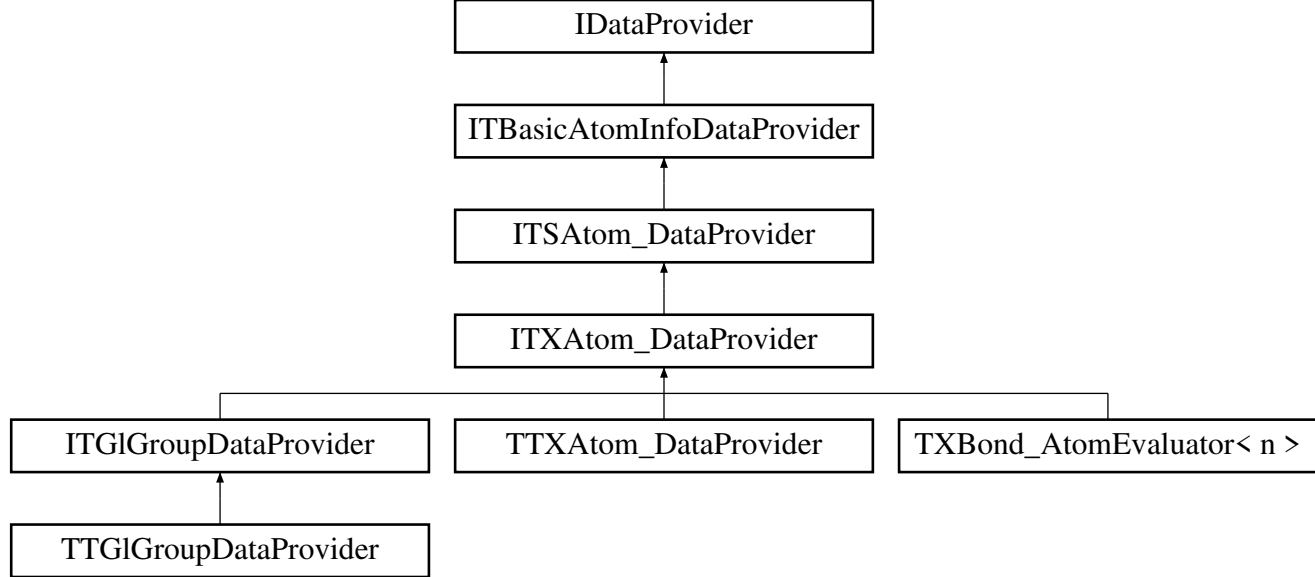 IDataProvider
ITBasicAtomInfoDataProvider
ITSAtom_DataProvider
ITXAtom_DataProvider
ITGlGroupDataProvider
TTXAtom_DataProvider
TXBond_AtomEvaluator< n >
TTGlGroupDataProvider